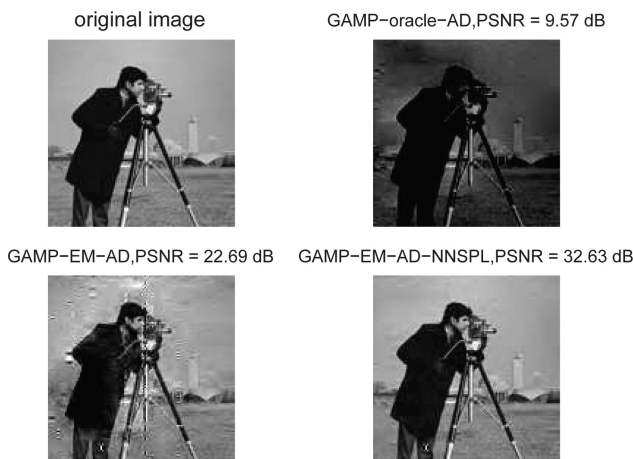 original image
GAMP−oracle−AD,PSNR = 9.57 dB
GAMP−EM−AD,PSNR = 22.69 dB
GAMP−EM−AD−NNSPL,PSNR = 32.63 dB